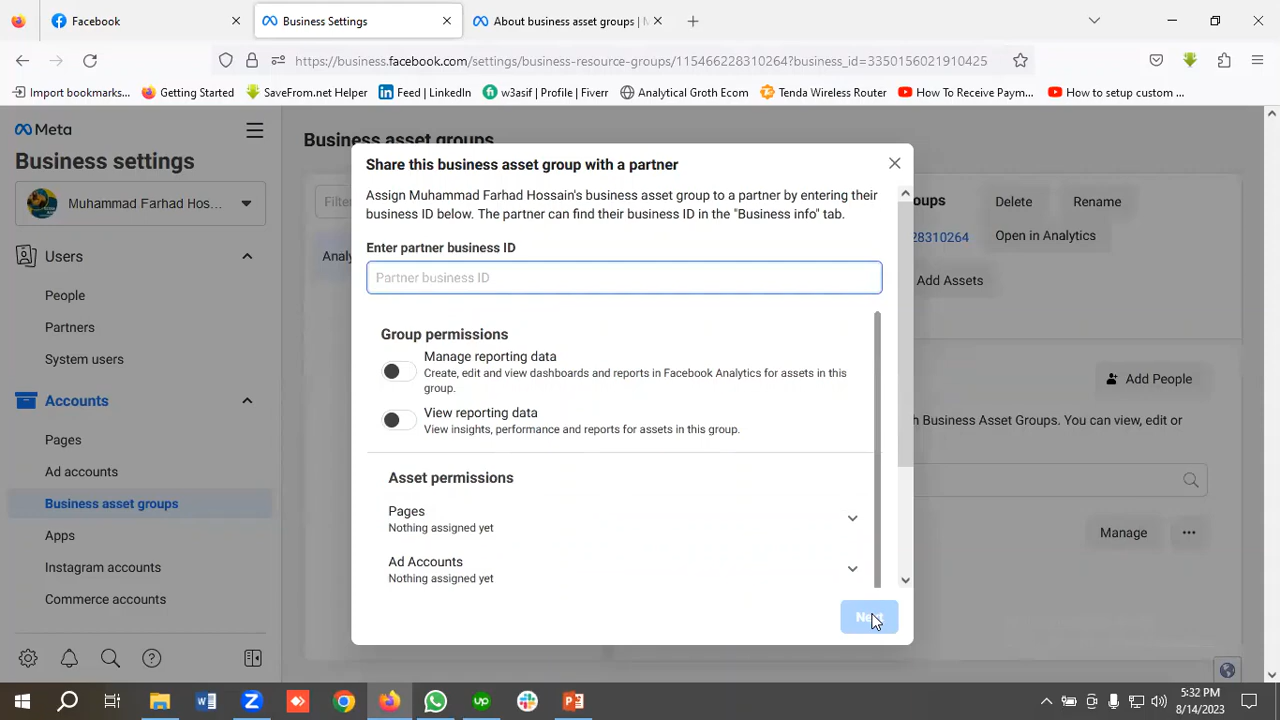 Facebook
Business Settings
About business asset groups | M
https://business.facebook.com/settings/business-resource-groups/115466228310264?business_id=3350156021910425
Import bookmarks...
Getting Started
SaveFrom.net Helper
Feed | LinkedIn
w3asif | Profile | Fiverr
Analytical Groth Ecom
Tenda Wireless Router
How To Receive Paym...
How to setup custom ...
Meta
Business settings
Muhammad Farhad Hos...
Users
People
Partners
System users
Accounts
Pages
Ad accounts
Business asset groups
Apps
Instagram accounts
Commerce accounts
Business asset groups
Share this business asset group with a partner
Assign Muhammad Farhad Hossain's business asset group to a partner by entering their
business ID below. The partner can find their business ID in the "Business info" tab.
Enter partner business ID
Partner business ID
Group permissions
Manage reporting data
Create, edit and view dashboards and reports in Facebook Analytics for assets in this
group.
View reporting data
View insights, performance and reports for assets in this group.
Asset permissions
Pages
Nothing assigned yet
Ad Accounts
Nothing assigned yet
Delete
Rename
28310264
Open in Analytics
Add Assets
Add People
Business Asset Groups. You can view, edit or
Manage
5:32 PM
8/14/2023